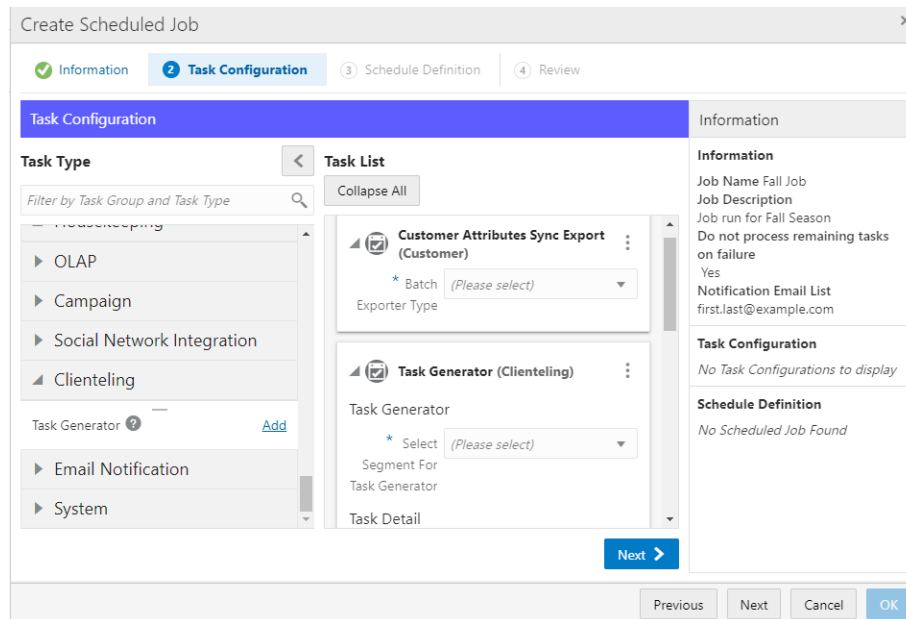 Create Scheduled Job
Information
2 Task Configuration
3 Schedule Definition
4 Review
Task Configuration
Task Type
Filter by Task Group and Task Type
Housekeeping
OLAP
Campaign
Social Network Integration
Clienteling
Task Generator ?
Add
Email Notification
System
Task List
Collapse All
Customer Attributes Sync Export
(Customer)
* Batch
Exporter Type
(Please select)
Task Generator (Clienteling)
Task Generator
* Select
Segment For
Task Generator
(Please select)
Task Detail
Next
Information
Information
Job Name Fall Job
Job Description
Job run for Fall Season
Do not process remaining tasks
on failure
Yes
Notification Email List
first.last@example.com
Task Configuration
No Task Configurations to display
Schedule Definition
No Scheduled Job Found
Previous
Next
Cancel
OK